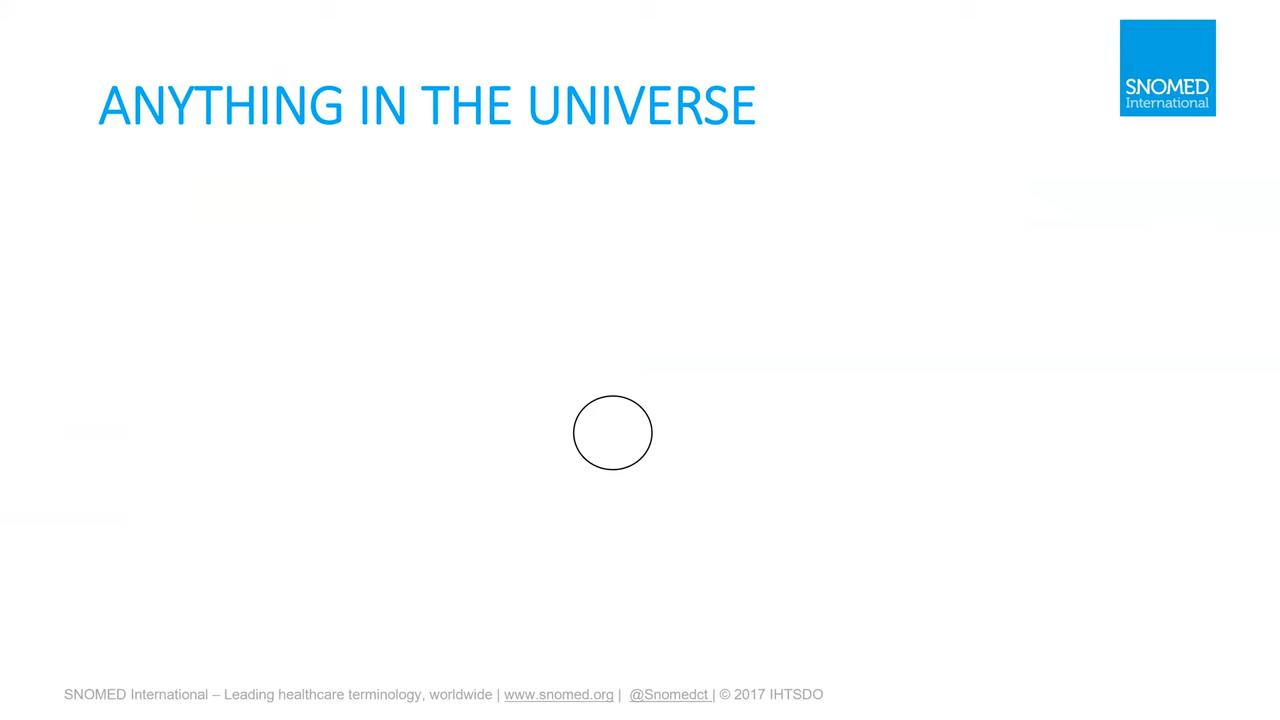 ANYTHING IN THE UNIVERSE
SNOMED
International
SNOMED International – Leading healthcare terminology, worldwide | www.snomed.org | @Snomedct | © 2017 IHTSDO